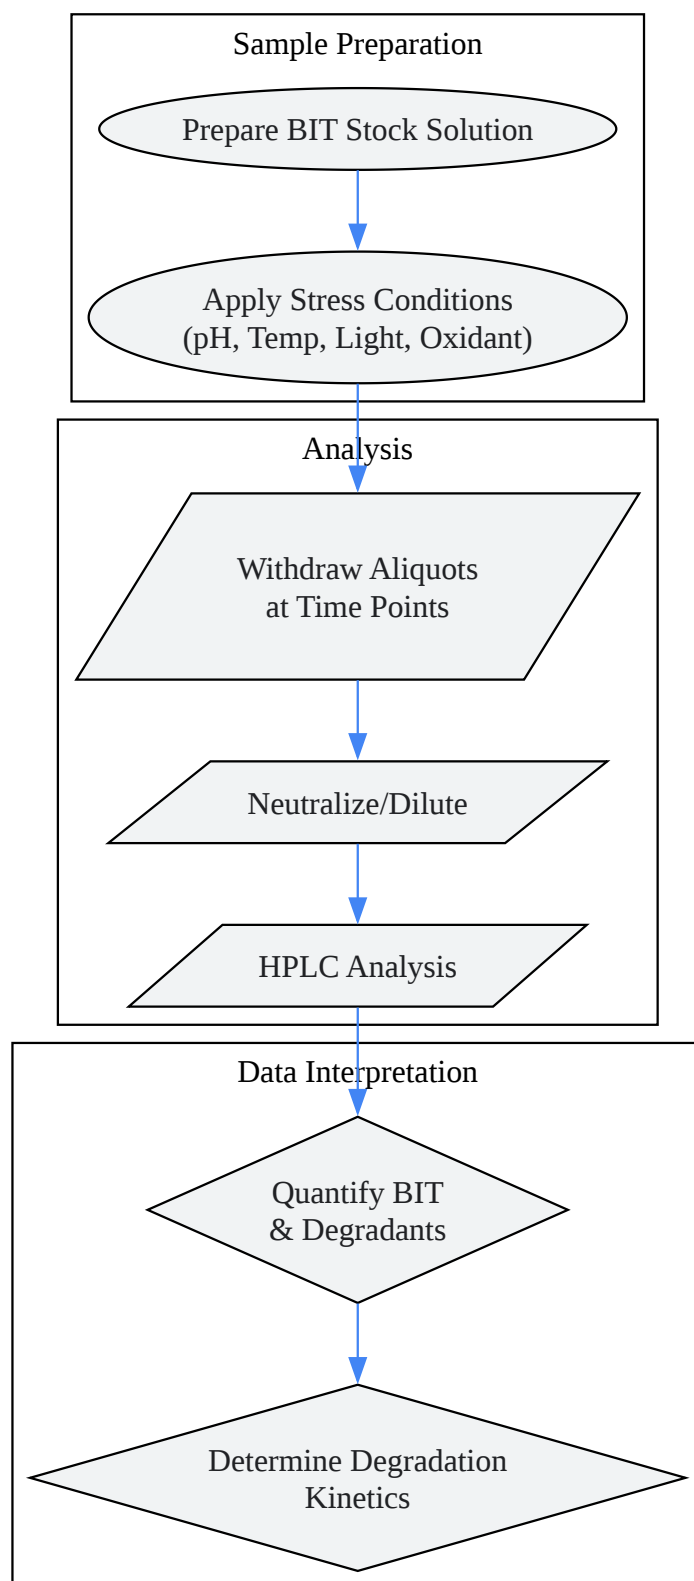 Sample Preparation
Prepare BIT Stock Solution
Apply Stress Conditions
(pH, Temp, Light, Oxidant)
Analysis
Withdraw Aliquots
at Time Points
Neutralize/Dilute
HPLC Analysis
Data Interpretation
Quantify BIT
& Degradants
Determine Degradation
Kinetics